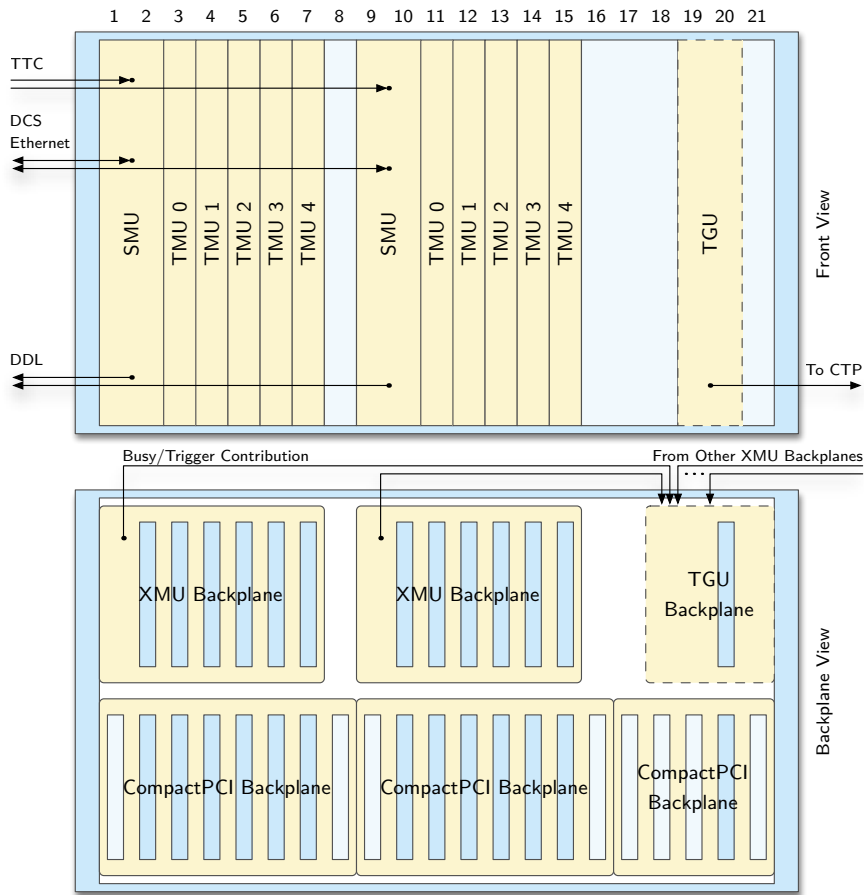 1 2 3 4 5 6 7 8 9 10 11 12 13 14 15 16 17 18 19 20 21
TTC
DCS
Ethernet
SMU
TMU 0
TMU 1
TMU 2
TMU 3
TMU 4
SMU
TMU 0
TMU 1
TMU 2
TMU 3
TMU 4
TGU
Front View
DDL
To CTP
Busy/Trigger Contribution
From Other XMU Backplanes
...
XMU Backplane
XMU Backplane
TGU
Backplane
Backplane View
CompactPCI Backplane
CompactPCI Backplane
CompactPCI
Backplane